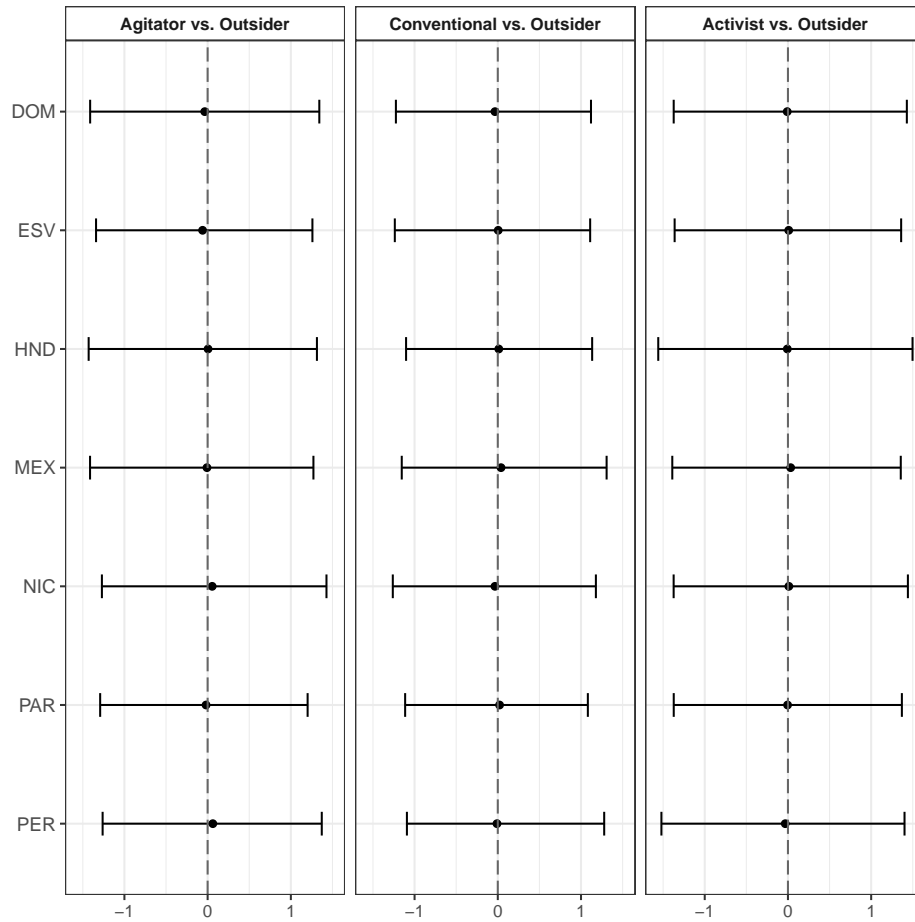 Agitator vs. Outsider
Conventional vs. Outsider
Activist vs. Outsider
DOM
ESV
HND
MEX
NIC
PAR
PER
−1 0 1
−1 0 1
−1 0 1